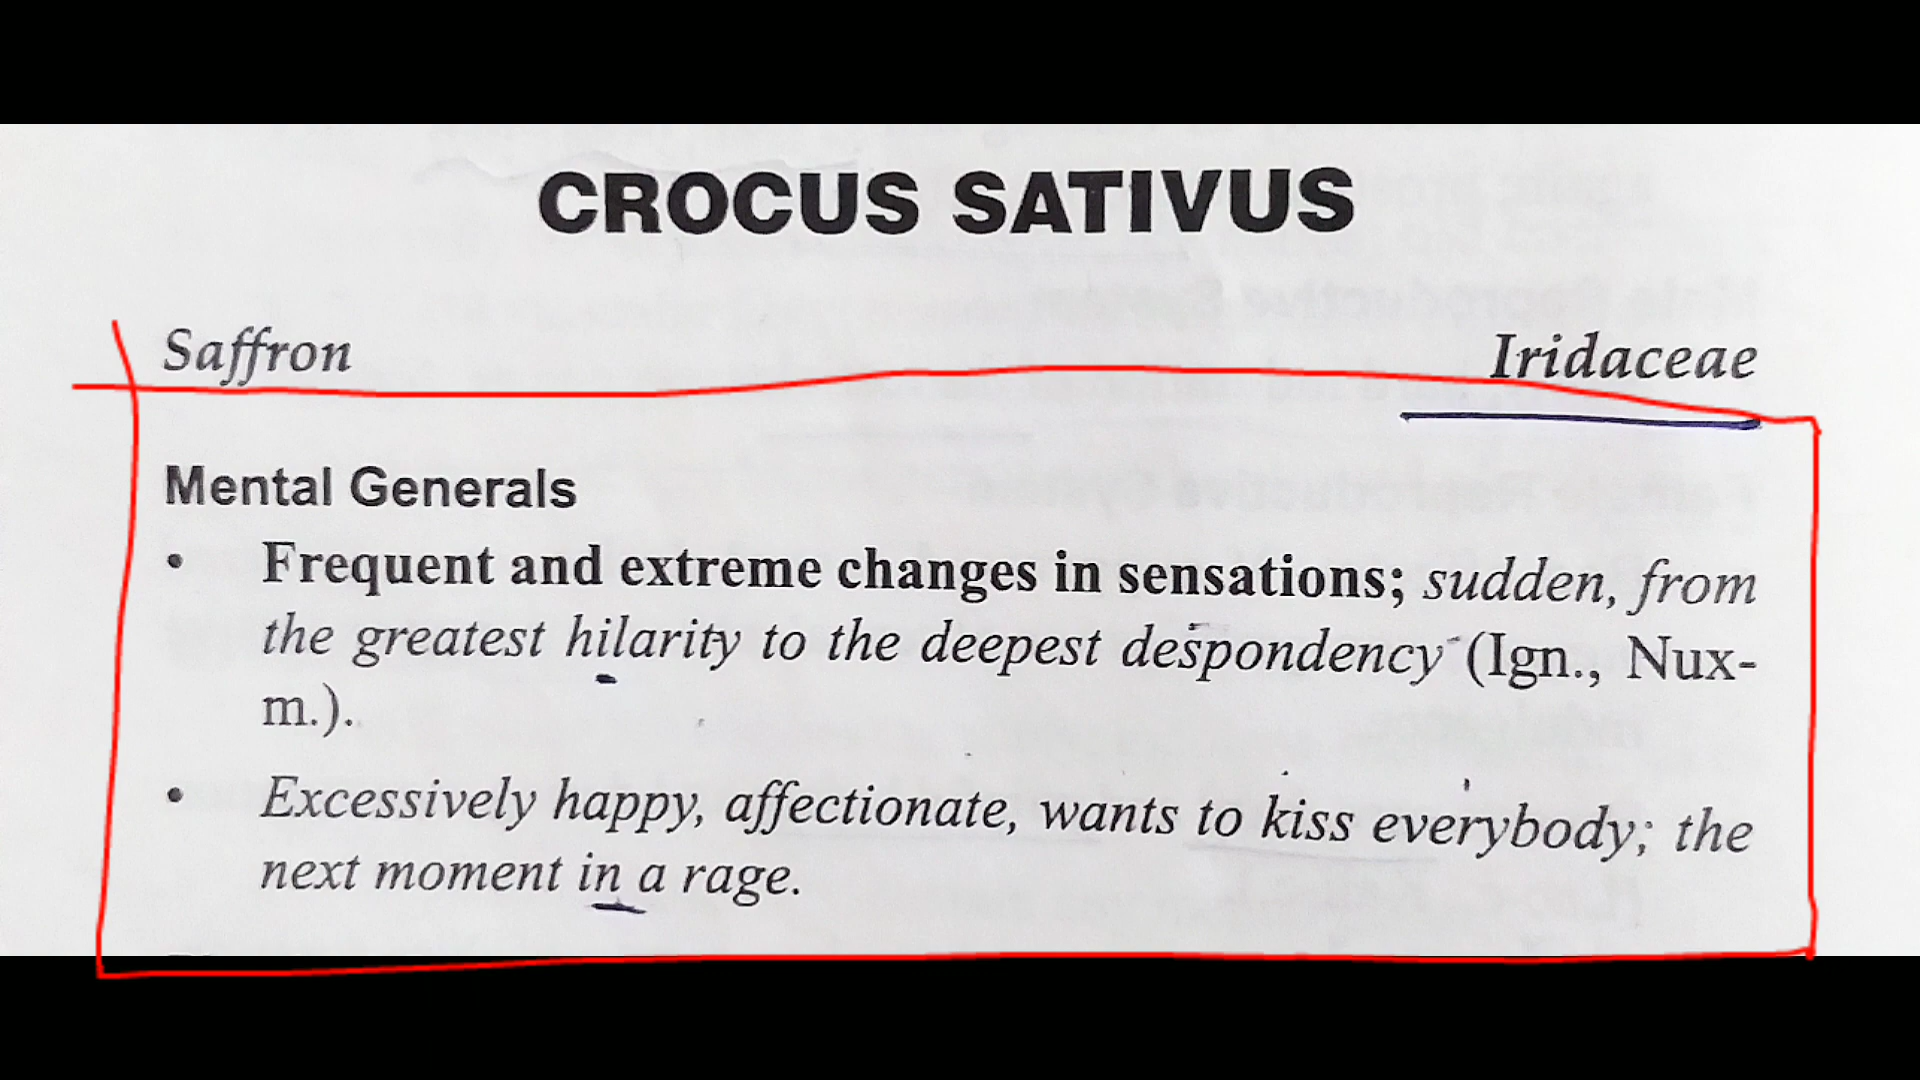 CROCUS SATIVUS
Saffron Iridaceae
Mental Generals
• Frequent and extreme changes in sensations; sudden, from
the greatest hilarity to the deepest despondency (Ign., Nux-
m.).
• Excessively happy, affectionate, wants to kiss everybody; the
next moment in a rage.